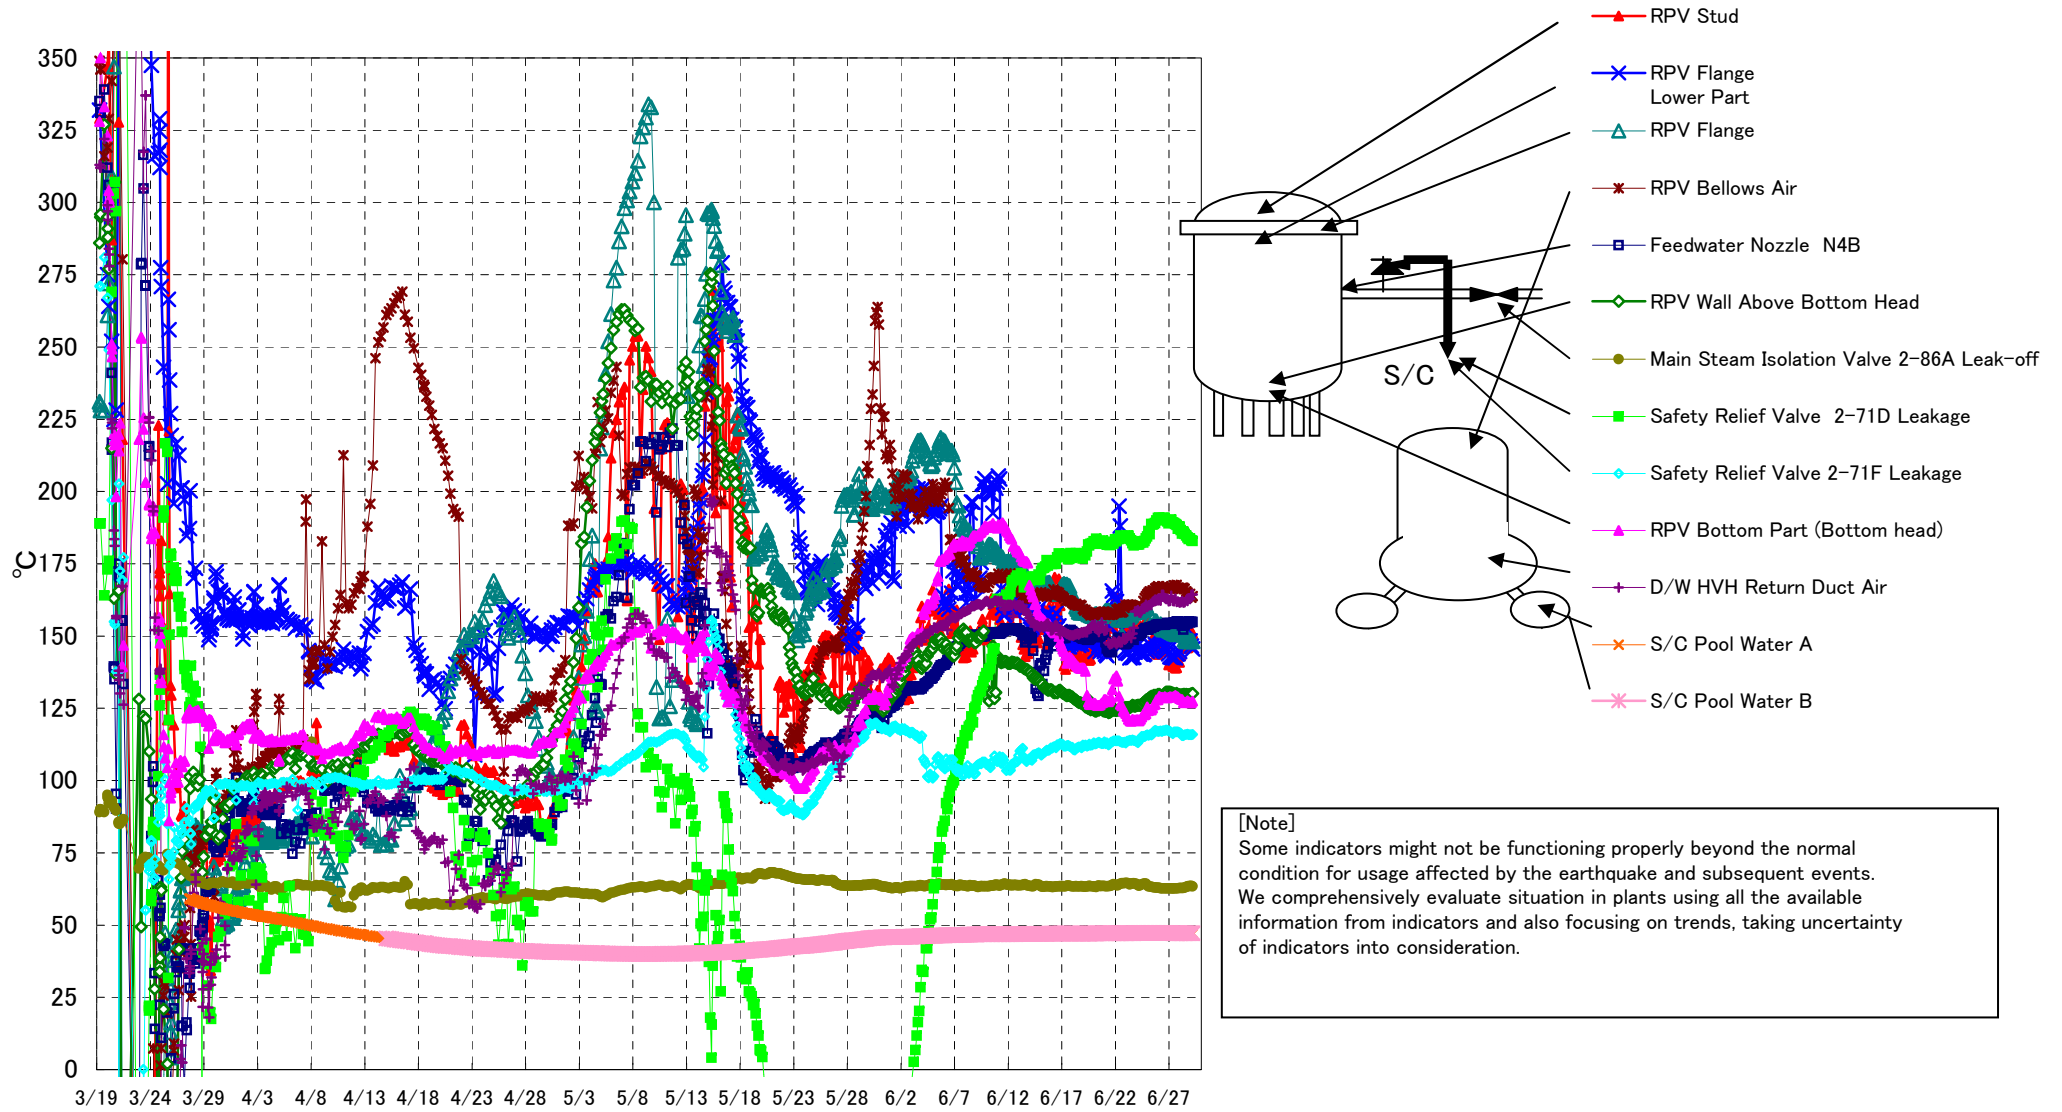 RPV Stud
RPV Flange
Lower Part
RPV Flange
RPV Bellows Air
Feedwater Nozzle N4B
RPV Wall Above Bottom Head
Main Steam Isolation Valve 2-86A Leak-off
Safety Relief Valve 2-71D Leakage
Safety Relief Valve 2-71F Leakage
RPV Bottom Part (Bottom head)
D/W HVH Return Duct Air
S/C Pool Water A
S/C Pool Water B
S/C
350
325
300
275
250
225
200
175
150
125
100
75
50
25
0
℃
3/19 3/24 3/29 4/3 4/8 4/13 4/18 4/23 4/28 5/3 5/8 5/13 5/18 5/23 5/28 6/2 6/7 6/12 6/17 6/22 6/27
[Note]
Some indicators might not be functioning properly beyond the normal
condition for usage affected by the earthquake and subsequent events.
We comprehensively evaluate situation in plants using all the available
information from indicators and also focusing on trends, taking uncertainty
of indicators into consideration.